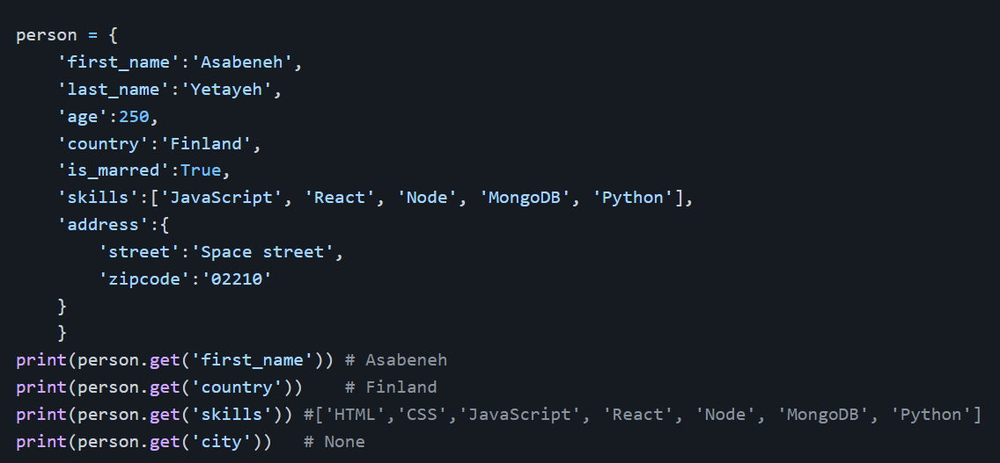 person = {
    'first_name':'Asabeneh',
    'last_name':'Yetayeh',
    'age':250,
    'country':'Finland',
    'is_marred':True,
    'skills':['JavaScript', 'React', 'Node', 'MongoDB', 'Python'],
    'address':{
        'street':'Space street',
        'zipcode':'02210'
    }
    }
print(person.get('first_name')) # Asabeneh
print(person.get('country'))    # Finland
print(person.get('skills')) #['HTML','CSS','JavaScript', 'React', 'Node', 'MongoDB', 'Python']
print(person.get('city'))   # None